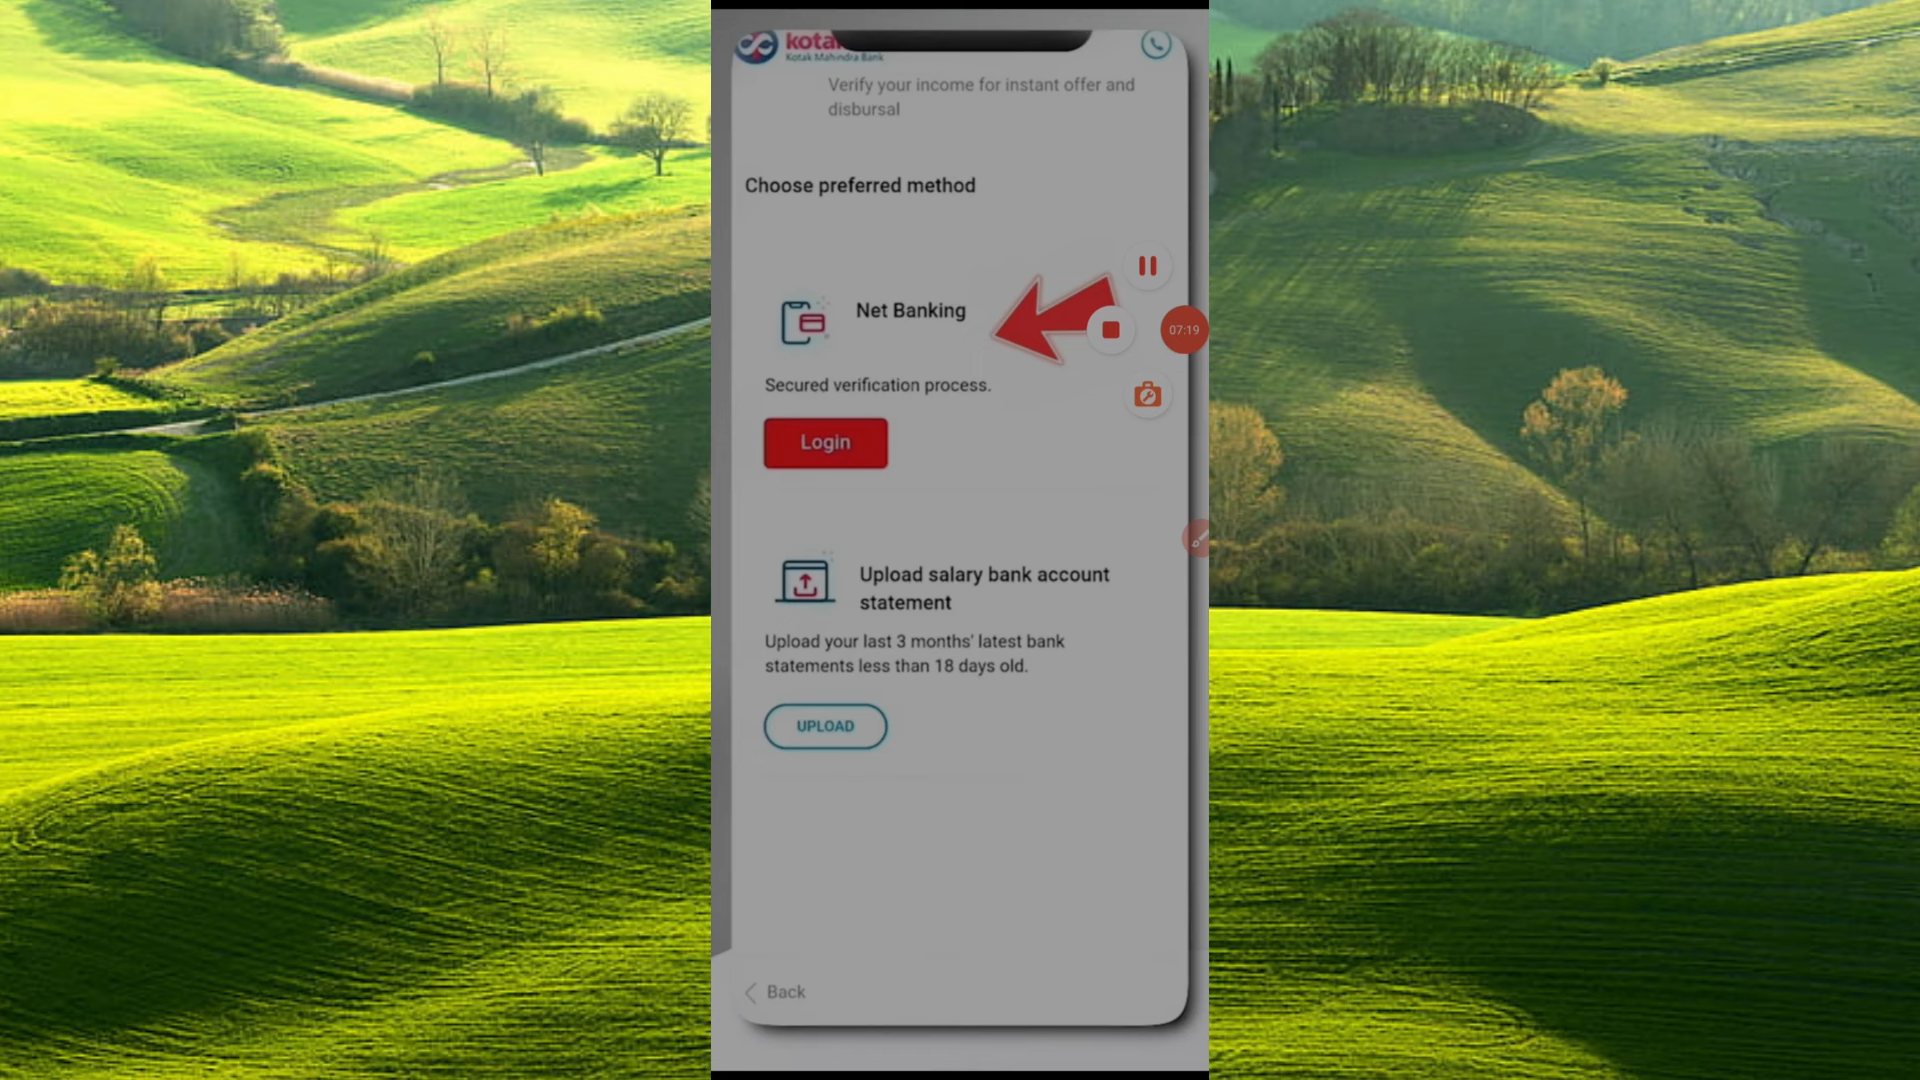 Kotak Mahindra Bank
Verify your income for instant offer and
disbursal
Choose preferred method
Net Banking
07:19
Secured verification process.
Login
Upload salary bank account
statement
Upload your last 3 months' latest bank
statements less than 18 days old.
UPLOAD
Back